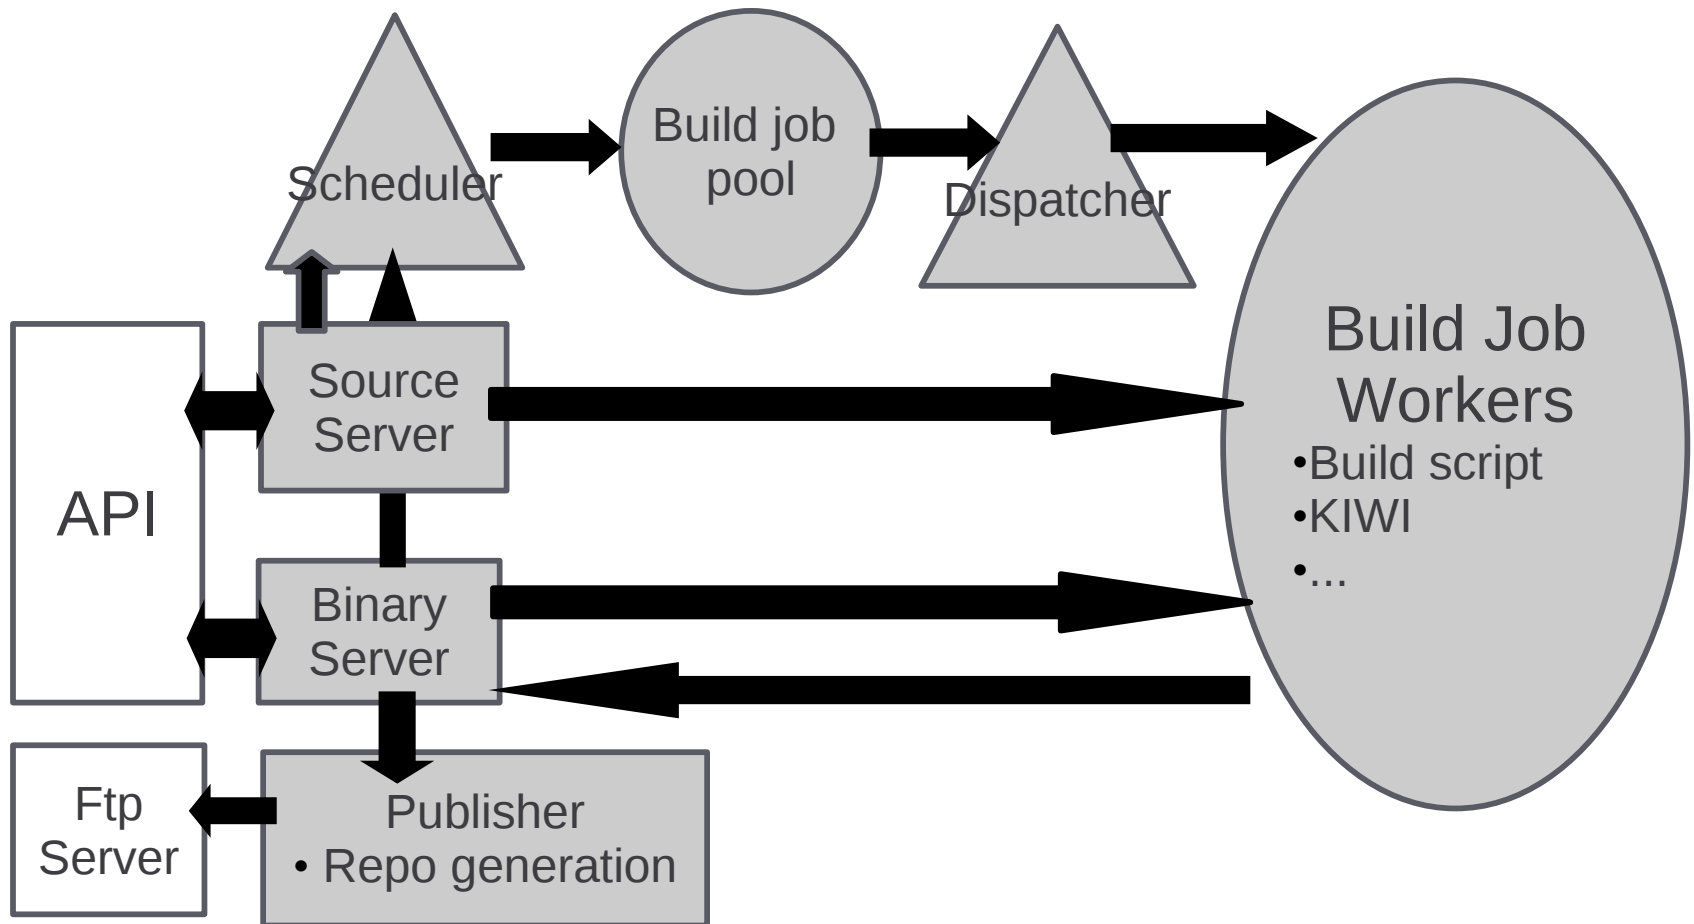 Scheduler
Build job
pool
Dispatcher
Build Job
Workers
•Build script
•KIWI
•...
API
Source
Server
Binary
Server
Ftp
Server
Publisher
• Repo generation